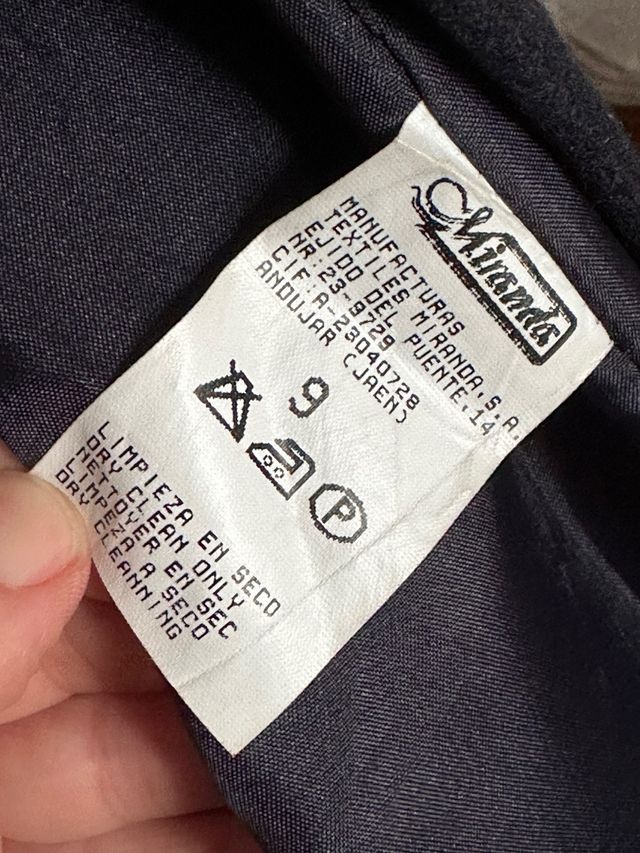 Miranda
MANUFACTURAS
TEXTILES MIRANDA,S.A.
EJIDO DEL PUENTE,14
NR:23-9729
CIF:A-23040728
ANDUJAR (JAEN)
9
P
LIMPIEZA EN SECO
DRY CLEAN ONLY
NETTOYEER EN SEC
LIMPEZA A SECO
DRY CLEANNING